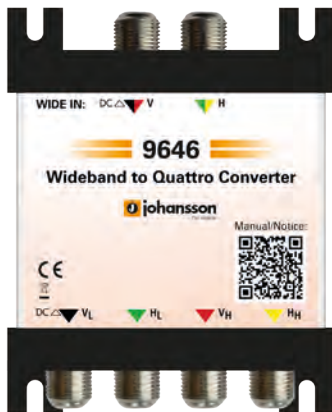 WIDE IN: DC V H
9646
Wideband to Quattro Converter
johansson
Manual/Notice:
CE
DC VL HL VH HH